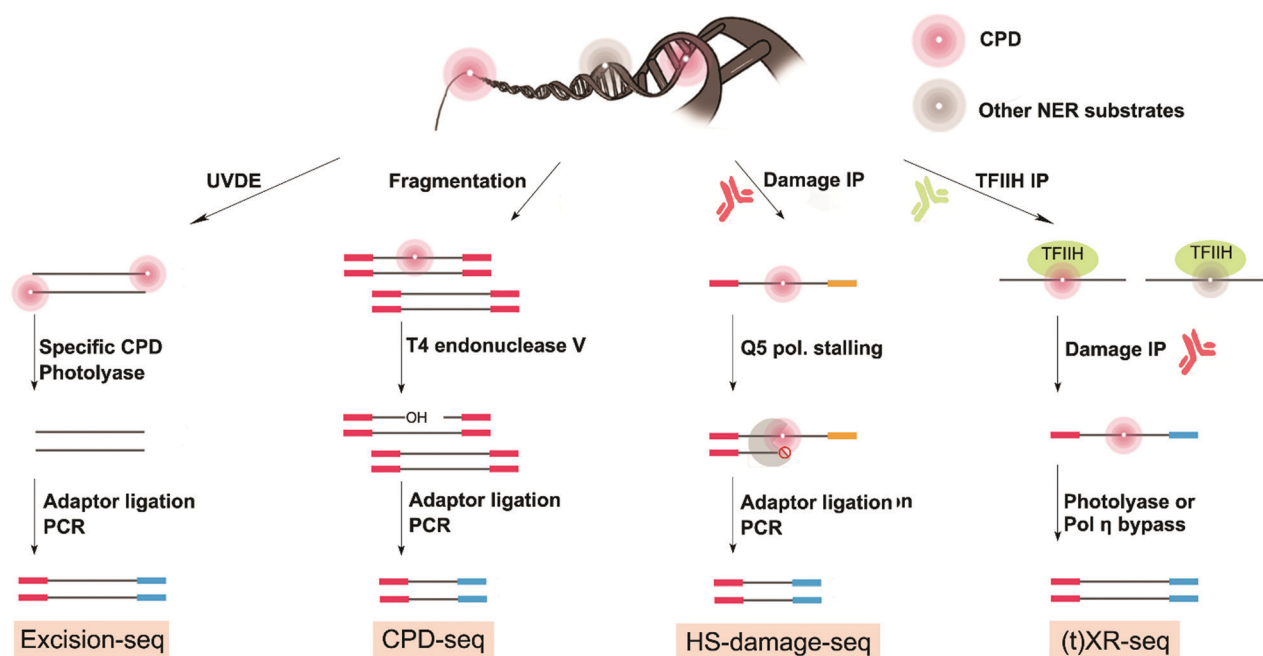 CPD
Other NER substrates
UVDE
Fragmentation
Damage IP
TFIIH IP
TFIIH
TFIIH
Specific CPD
Photolyase
T4 endonuclease V
Q5 pol. stalling
Damage IP
OH
Adaptor ligation
PCR
Adaptor ligation
PCR
Adaptor ligation n
PCR
Photolyase or
Pol η bypass
Excision-seq
CPD-seq
HS-damage-seq
(t)XR-seq